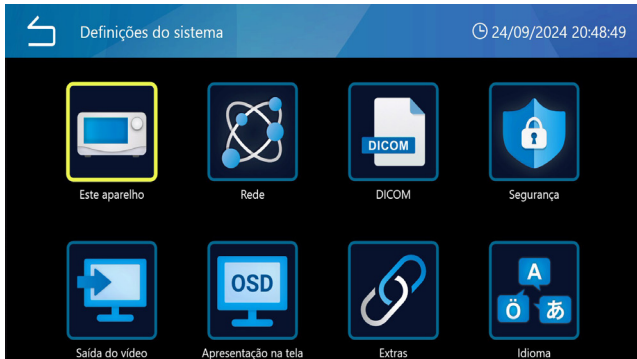 Definições do sistema
24/09/2024 20:48:49
DICOM
Este aparelho
Rede
DICOM
Segurança
OSD
A
Ö
あ
Saída do vídeo
Apresentação na tela
Extras
Idioma